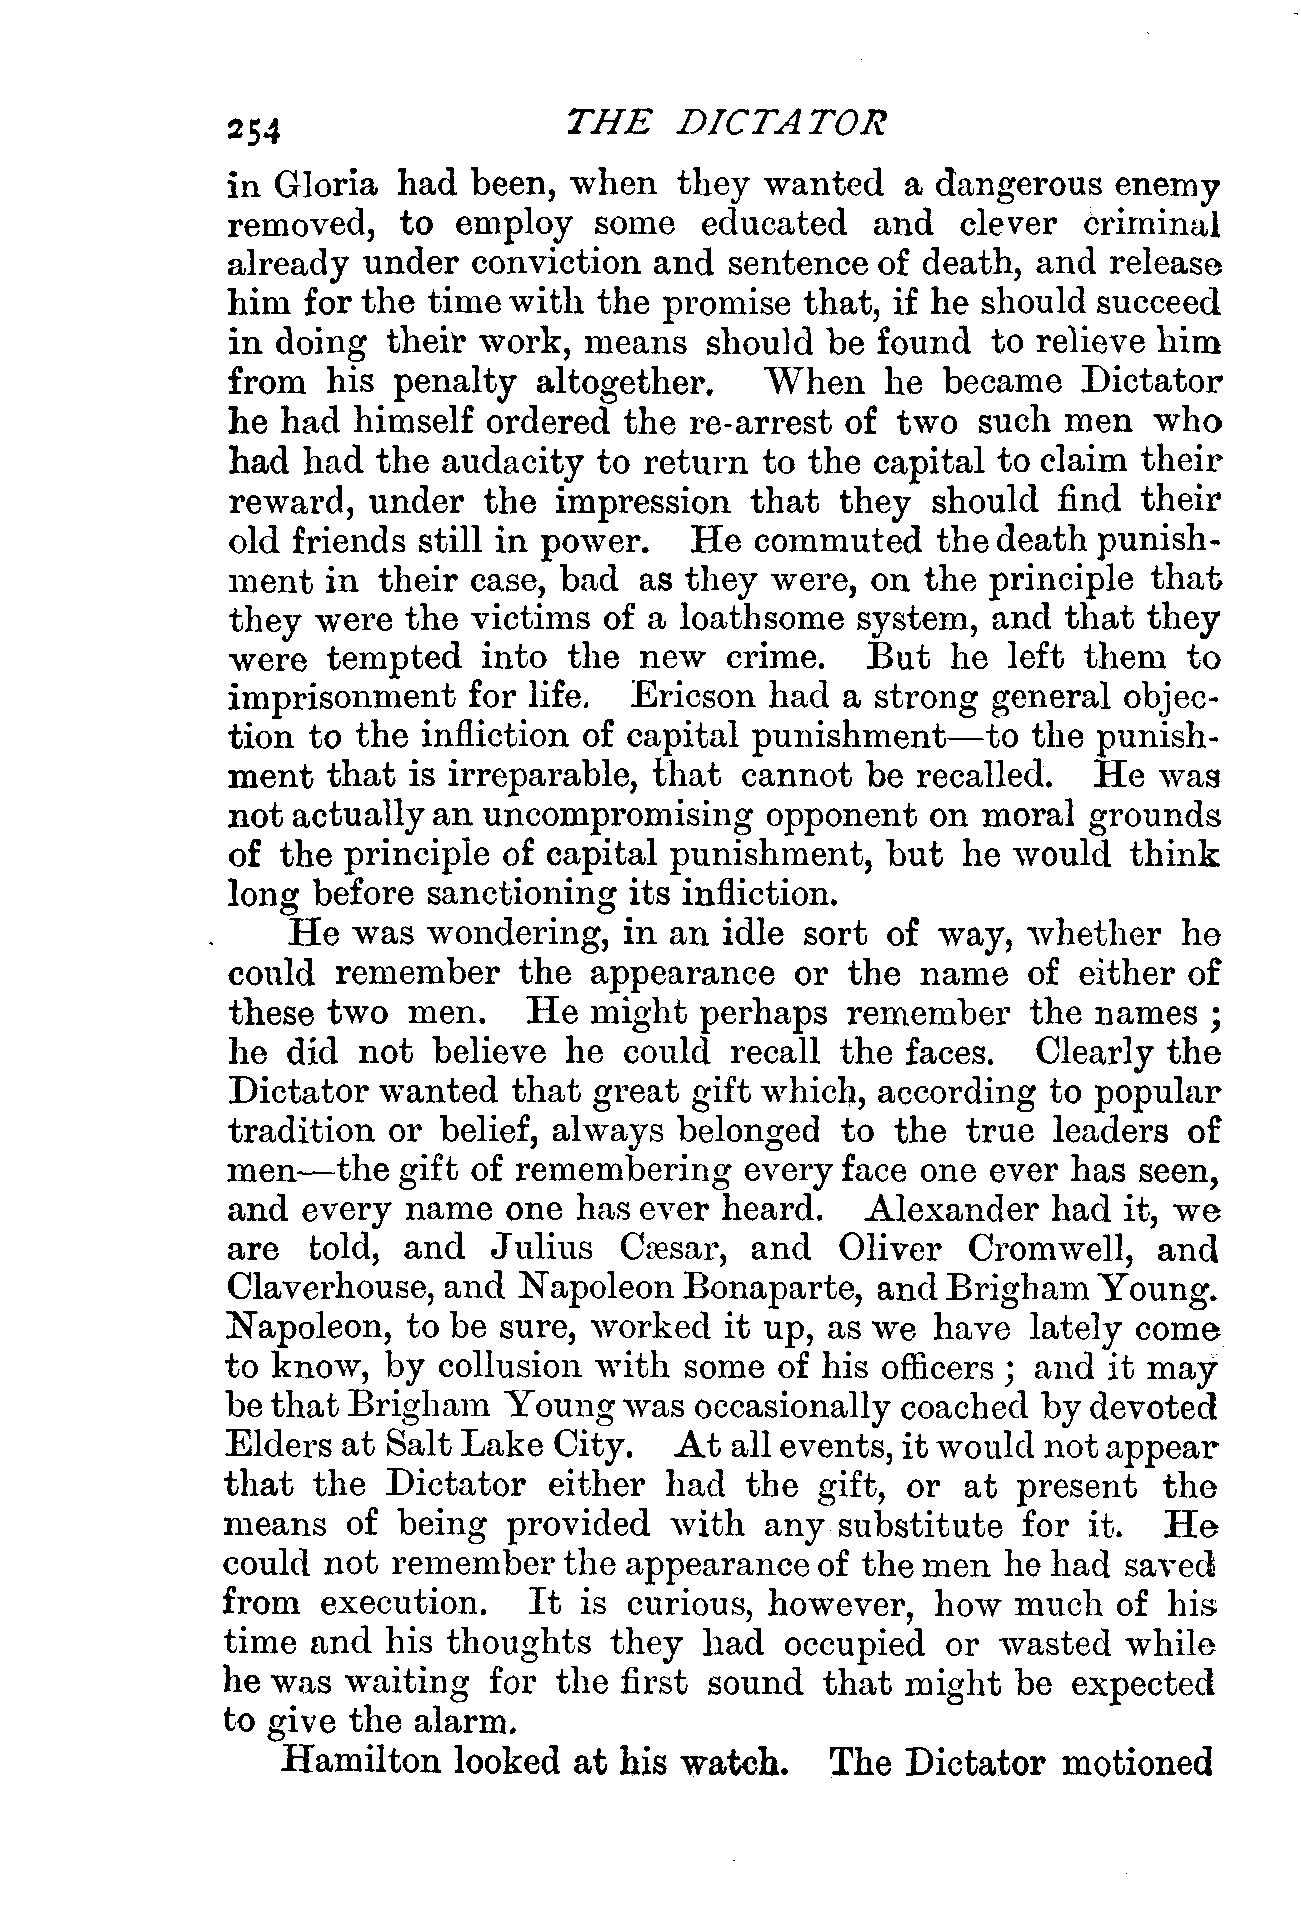 254 THE DICTATOR
in Gloria had been, when they wanted a dangerous enemy
removed, to employ some educated and clever criminal
already under conviction and sentence of death, and release
him for the time with the promise that, if he should succeed
in doing their work, means should be found to relieve him
from his penalty altogether. When he became Dictator
he had himself ordered the re-arrest of two such men who
had had the audacity to return to the capital to claim their
reward, under the impression that they should find their
old friends still in power. He commuted the death punish-
ment in their case, bad as they were, on the principle that
they were the victims of a loathsome system, and that they
were tempted into the new crime. But he left them to
imprisonment for life. Ericson had a strong general objec-
tion to the infliction of capital punishment—to the punish-
ment that is irreparable, that cannot be recalled. He was
not actually an uncompromising opponent on moral grounds
of the principle of capital punishment, but he would think
long before sanctioning its infliction.
He was wondering, in an idle sort of way, whether he
could remember the appearance or the name of either of
these two men. He might perhaps remember the names ;
he did not believe he could recall the faces. Clearly the
Dictator wanted that great gift which, according to popular
tradition or belief, always belonged to the true leaders of
men—the gift of remembering every face one ever has seen,
and every name one has ever heard. Alexander had it, we
are told, and Julius Cæsar, and Oliver Cromwell, and
Claverhouse, and Napoleon Bonaparte, and Brigham Young.
Napoleon, to be sure, worked it up, as we have lately come
to know, by collusion with some of his officers ; and it may
be that Brigham Young was occasionally coached by devoted
Elders at Salt Lake City. At all events, it would not appear
that the Dictator either had the gift, or at present the
means of being provided with any substitute for it. He
could not remember the appearance of the men he had saved
from execution. It is curious, however, how much of his
time and his thoughts they had occupied or wasted while
he was waiting for the first sound that might be expected
to give the alarm.
Hamilton looked at his watch. The Dictator motioned